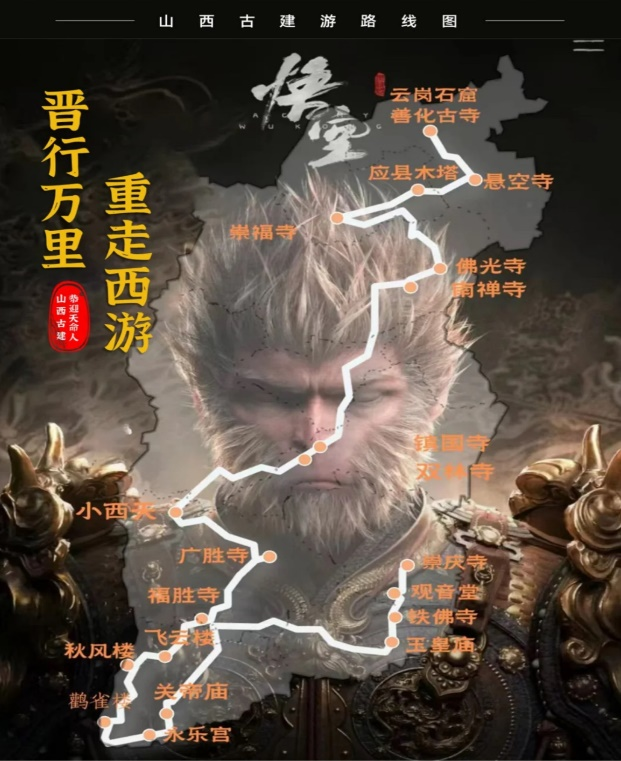 山西古建游路线图
悟空
WUKONG
晋行万里
重走西游
恭迎天命人
山西古建
云岗石窟
善化古寺
应县木塔
悬空寺
崇福寺
佛光寺
南禅寺
镇国寺
双林寺
小西天
广胜寺
崇庆寺
福胜寺
观音堂
铁佛寺
飞云楼
玉皇庙
秋风楼
关帝庙
鹳雀楼
永乐宫